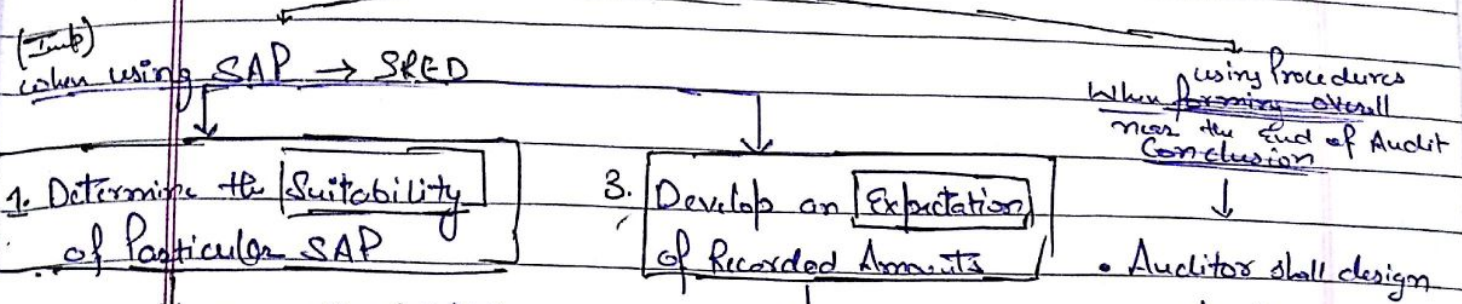 (Imp)
when using SAP → SRED
1. Determine the Suitability
of Particular SAP
3. Develop an Expectation
of Recorded Amounts
using Procedures
When forming overall
near the End of Audit
Conclusion
↓
• Auditor shall design